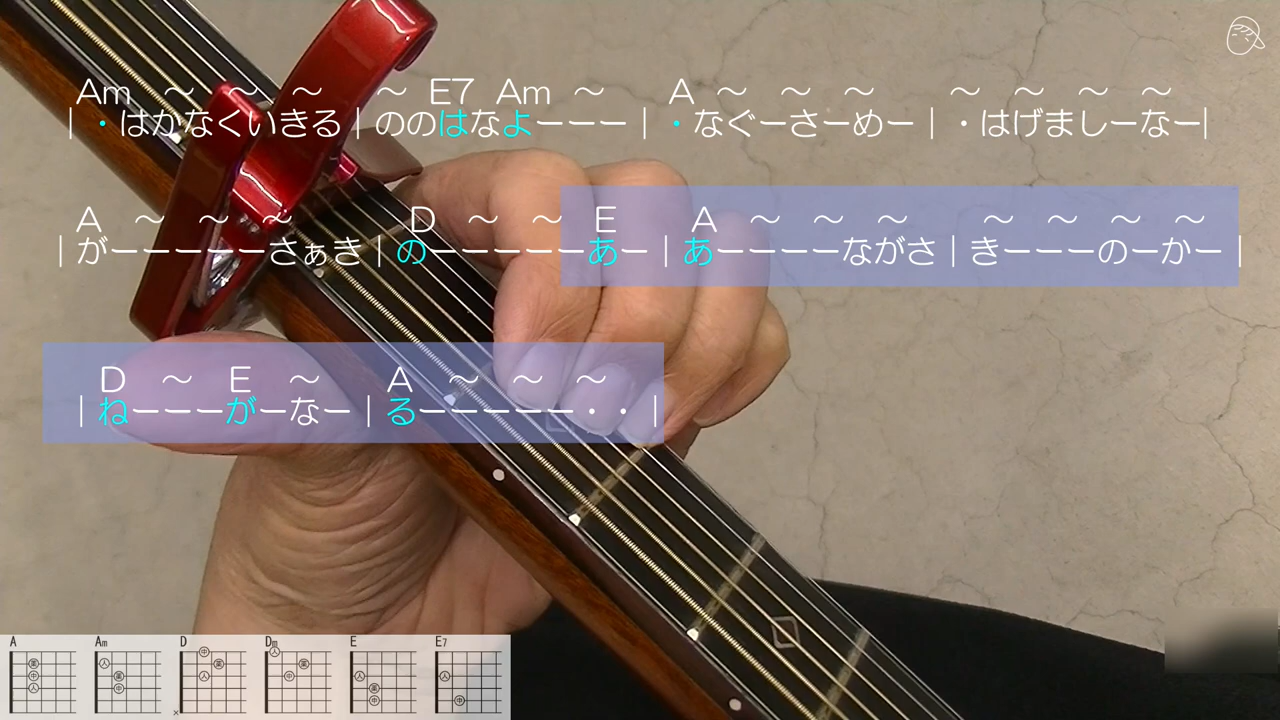 Am ～ ～ ～ ～ E7 Am ～ A ～ ～ ～ ～ ～ ～ ～
|・はかなくいきる|ののはなよーーー|・なぐーさーめー|・はげましーなー|
A ～ ～ ～ D ～ ～ E A ～ ～ ～ ～ ～ ～ ～
|がーーーーーさぁき|のーーーーーあー|あーーーーながさ|きーーーのーかー|
D ～ E ～ A ～ ～ ～
|ねーーーがーなー|るーーーーー・・|
A Am D Dm E E7